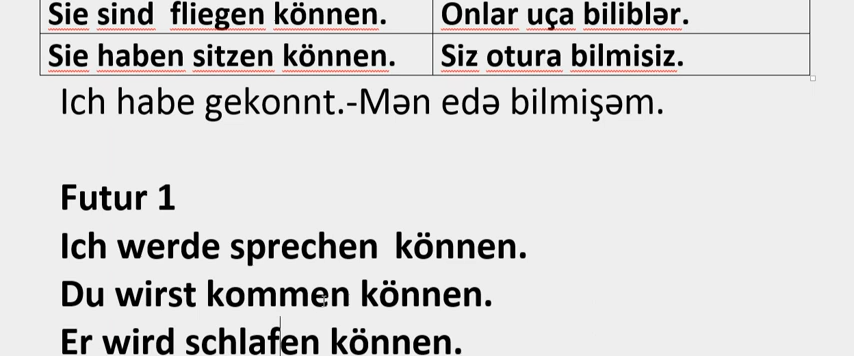 Sie sind fliegen können. Onlar uça biliblər.
Sie haben sitzen können. Siz otura bilmisiz.
Ich habe gekonnt.-Mən edə bilmişəm.
Futur 1
Ich werde sprechen können.
Du wirst kommen können.
Er wird schlafen können.